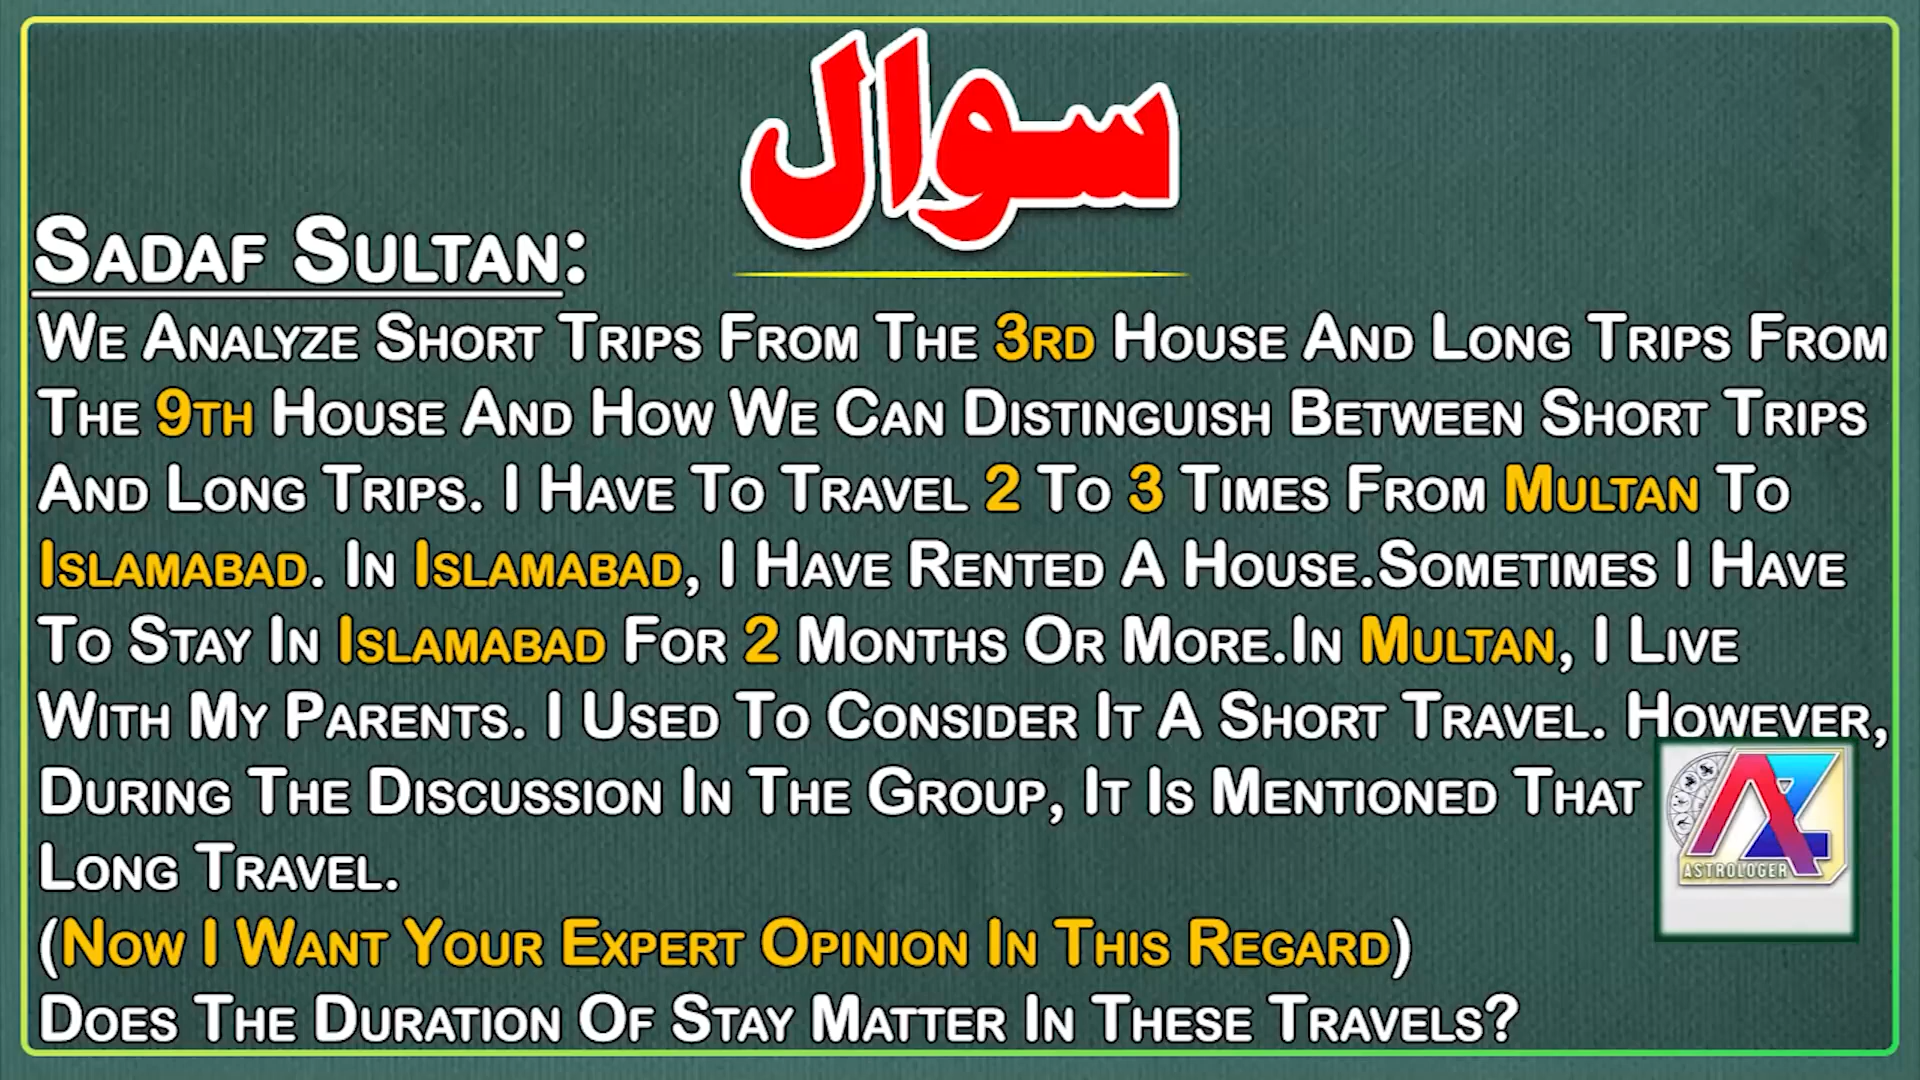 سوال
Sadaf Sultan:
We Analyze Short Trips From The 3rd House And Long Trips From
The 9th House And How We Can Distinguish Between Short Trips
And Long Trips. I Have To Travel 2 To 3 Times From Multan To
Islamabad. In Islamabad, I Have Rented A House.Sometimes I Have
To Stay In Islamabad For 2 Months Or More.In Multan, I Live
With My Parents. I Used To Consider It A Short Travel. However,
During The Discussion In The Group, It Is Mentioned That
Long Travel.
(Now I Want Your Expert Opinion In This Regard)
Does The Duration Of Stay Matter In These Travels?
AZ
ASTROLOGER